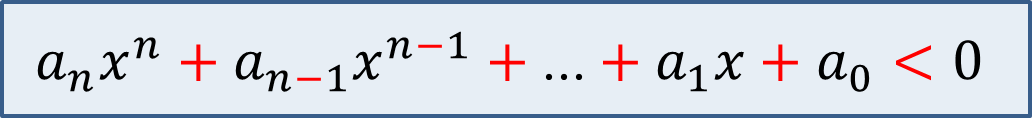 aₙxⁿ + aₙ₋₁xⁿ⁻¹ + … + a₁x + a₀ < 0